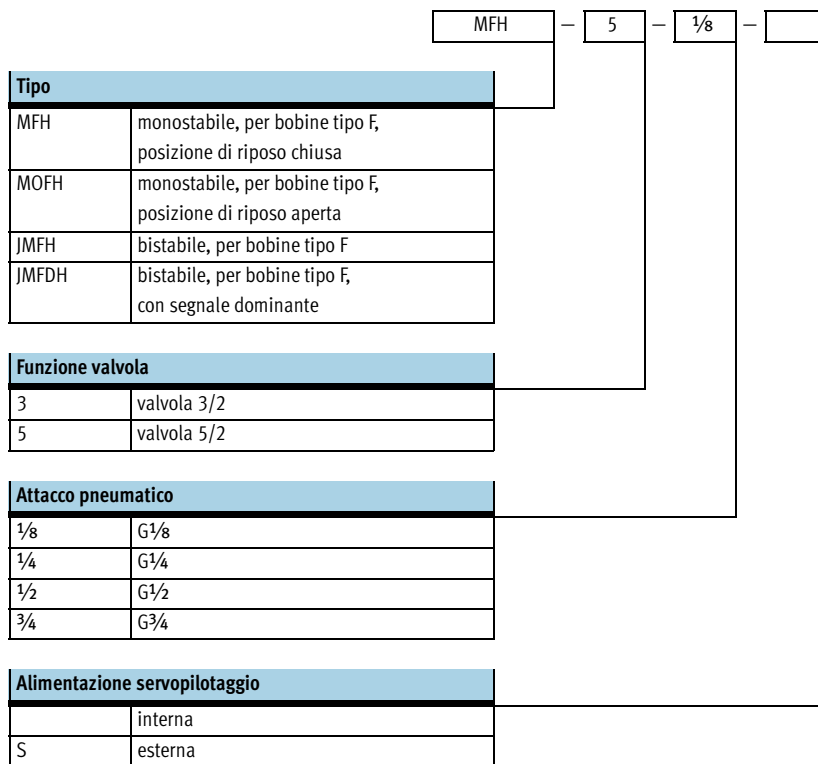 MFH – 5 – 1/8 –
Tipo
MFH monostabile, per bobine tipo F,
posizione di riposo chiusa
MOFH monostabile, per bobine tipo F,
posizione di riposo aperta
JMFH bistabile, per bobine tipo F
JMFDH bistabile, per bobine tipo F,
con segnale dominante
Funzione valvola
3 valvola 3/2
5 valvola 5/2
Attacco pneumatico
1/8 G1/8
1/4 G1/4
1/2 G1/2
3/4 G3/4
Alimentazione servopilotaggio
interna
S esterna